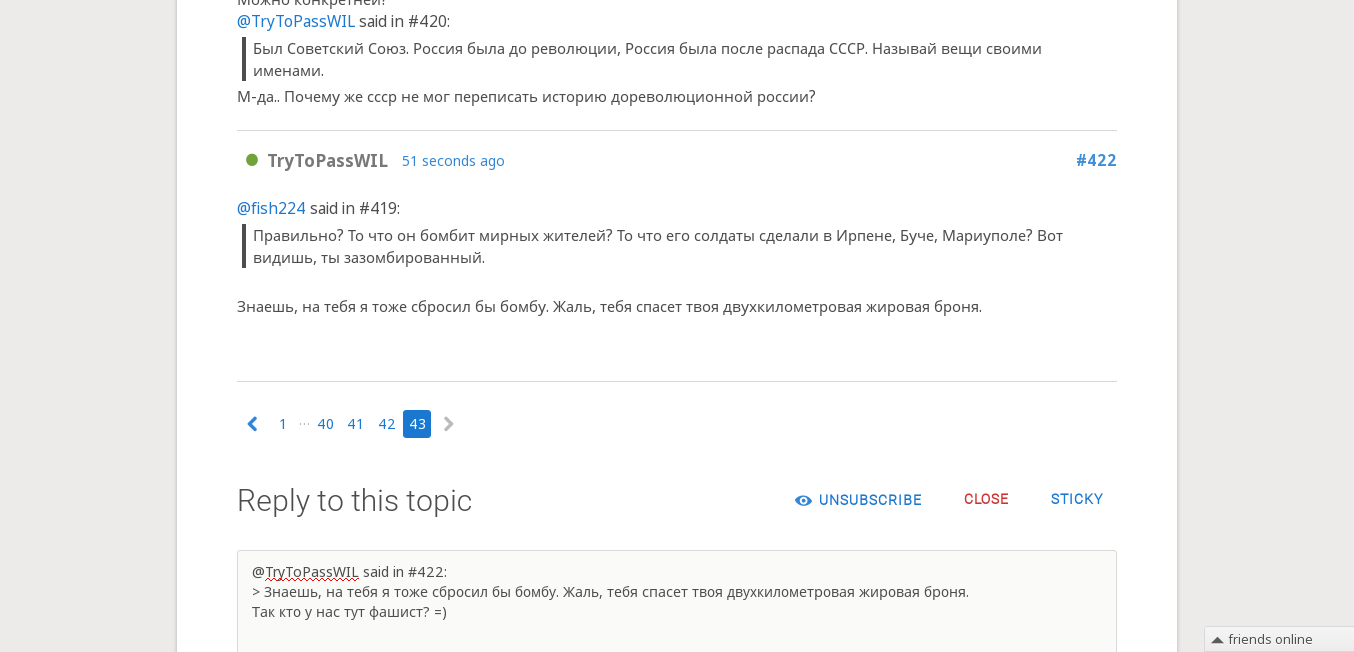 Можно конкретней?
@TryToPassWIL said in #420:
Был Советский Союз. Россия была до революции, Россия была после распада СССР. Называй вещи своими
именами.
М-да.. Почему же ссср не мог переписать историю дореволюционной россии?
TryToPassWIL 51 seconds ago #422
@fish224 said in #419:
Правильно? То что он бомбит мирных жителей? То что его солдаты сделали в Ирпене, Буче, Мариуполе? Вот
видишь, ты зазомбированный.
Знаешь, на тебя я тоже сбросил бы бомбу. Жаль, тебя спасет твоя двухкилометровая жировая броня.
1 ... 40 41 42 43
Reply to this topic UNSUBSCRIBE CLOSE STICKY
@TryToPassWIL said in #422:
> Знаешь, на тебя я тоже сбросил бы бомбу. Жаль, тебя спасет твоя двухкилометровая жировая броня.
Так кто у нас тут фашист? =)
friends online